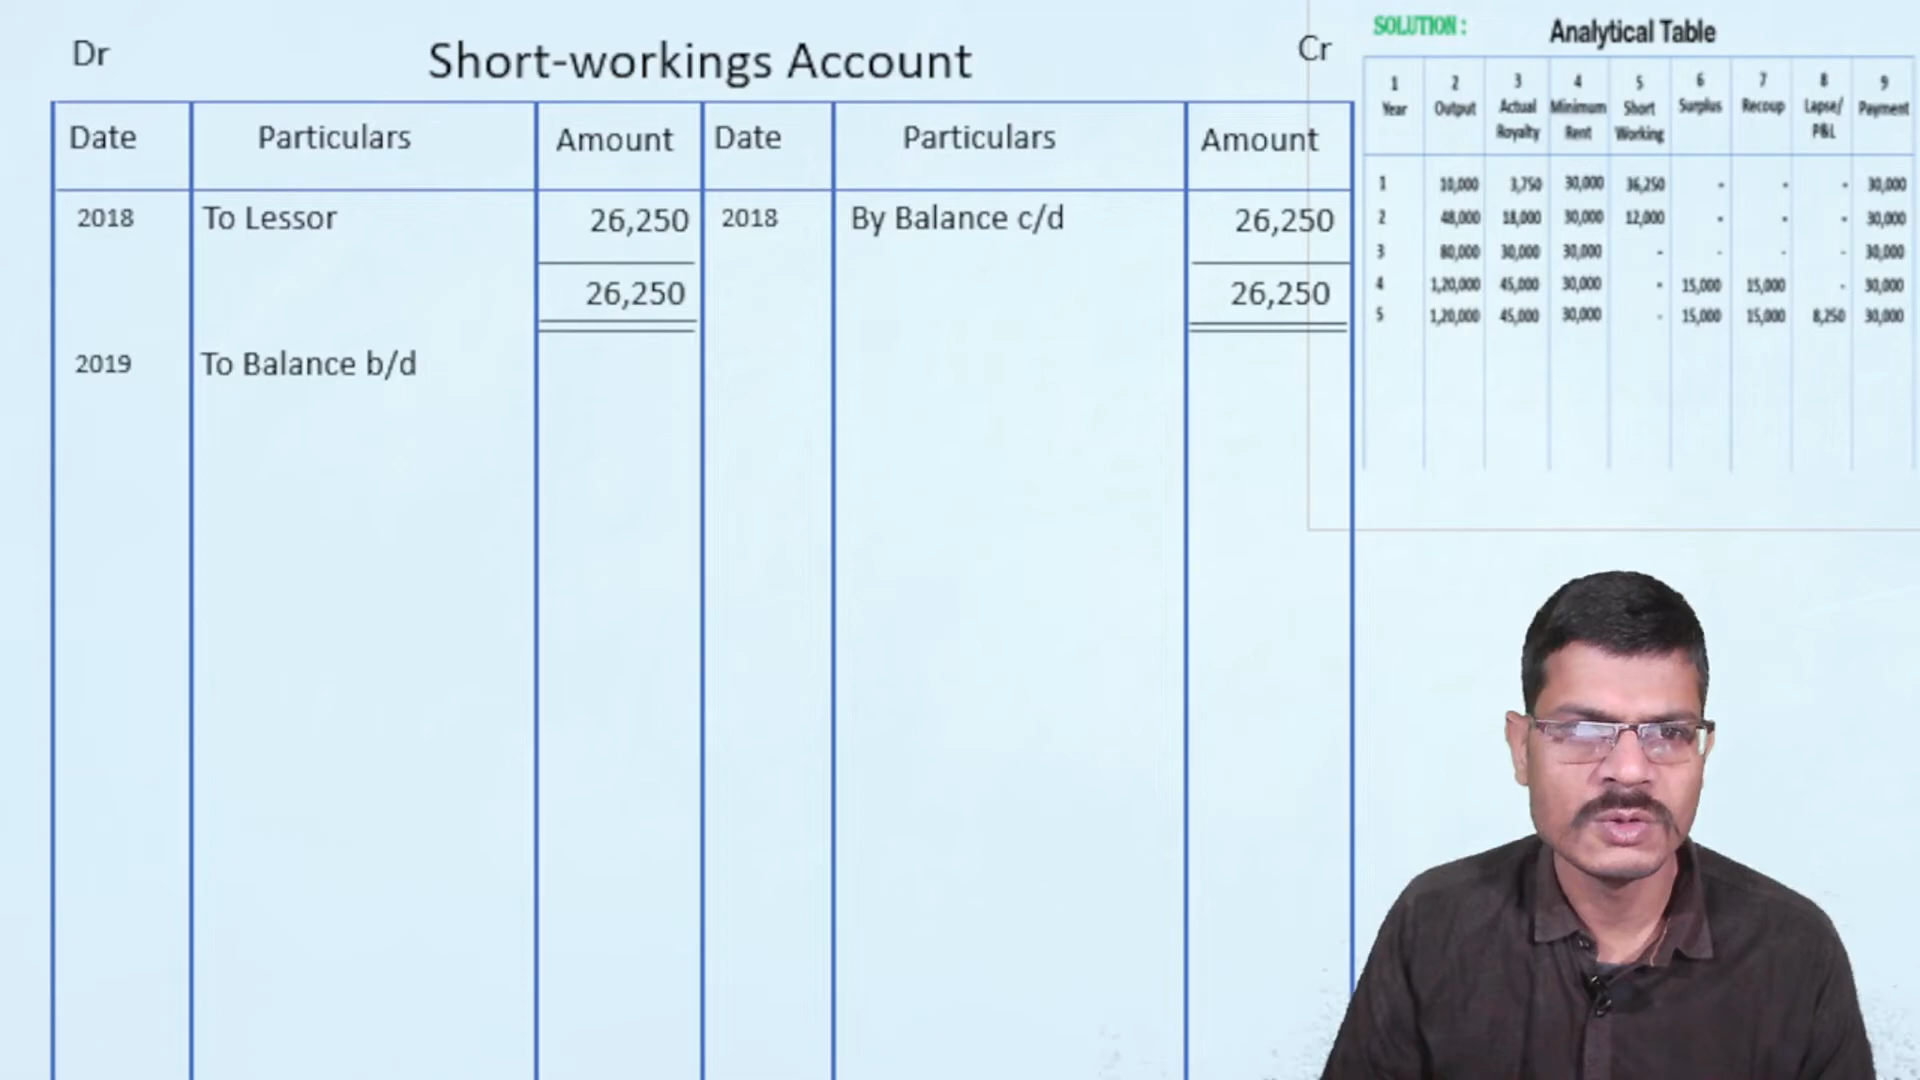 Dr Short-workings Account Cr
Date Particulars Amount Date Particulars Amount
2018 To Lessor 26,250 2018 By Balance c/d 26,250
26,250 26,250
2019 To Balance b/d
SOLUTION : Analytical Table
1 2 3 4 5 6 7 8 9
Year Output Actual Minimum Short Surplus Recoup Lapse/ Payment
Royalty Rent Working P&L
1 10,000 3,750 30,000 36,250 - - - 30,000
2 48,000 18,000 30,000 12,000 - - - 30,000
3 80,000 30,000 30,000 - - - - 30,000
4 1,20,000 45,000 30,000 - 15,000 15,000 - 30,000
5 1,20,000 45,000 30,000 - 15,000 15,000 8,250 30,000